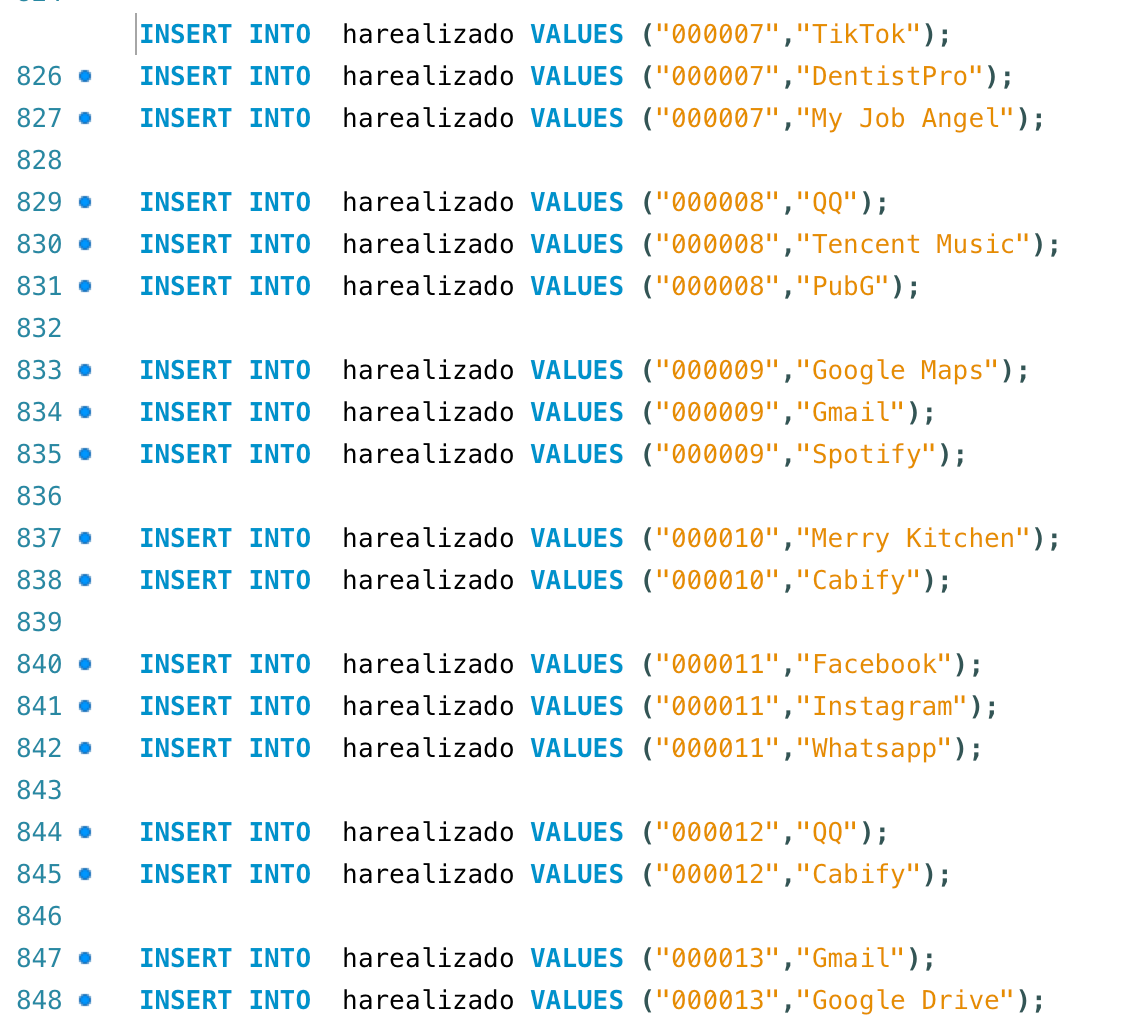 INSERT INTO  harealizado VALUES ("000007","TikTok");
826 INSERT INTO  harealizado VALUES ("000007","DentistPro");
827 INSERT INTO  harealizado VALUES ("000007","My Job Angel");
828
829 INSERT INTO  harealizado VALUES ("000008","QQ");
830 INSERT INTO  harealizado VALUES ("000008","Tencent Music");
831 INSERT INTO  harealizado VALUES ("000008","PubG");
832
833 INSERT INTO  harealizado VALUES ("000009","Google Maps");
834 INSERT INTO  harealizado VALUES ("000009","Gmail");
835 INSERT INTO  harealizado VALUES ("000009","Spotify");
836
837 INSERT INTO  harealizado VALUES ("000010","Merry Kitchen");
838 INSERT INTO  harealizado VALUES ("000010","Cabify");
839
840 INSERT INTO  harealizado VALUES ("000011","Facebook");
841 INSERT INTO  harealizado VALUES ("000011","Instagram");
842 INSERT INTO  harealizado VALUES ("000011","Whatsapp");
843
844 INSERT INTO  harealizado VALUES ("000012","QQ");
845 INSERT INTO  harealizado VALUES ("000012","Cabify");
846
847 INSERT INTO  harealizado VALUES ("000013","Gmail");
848 INSERT INTO  harealizado VALUES ("000013","Google Drive");